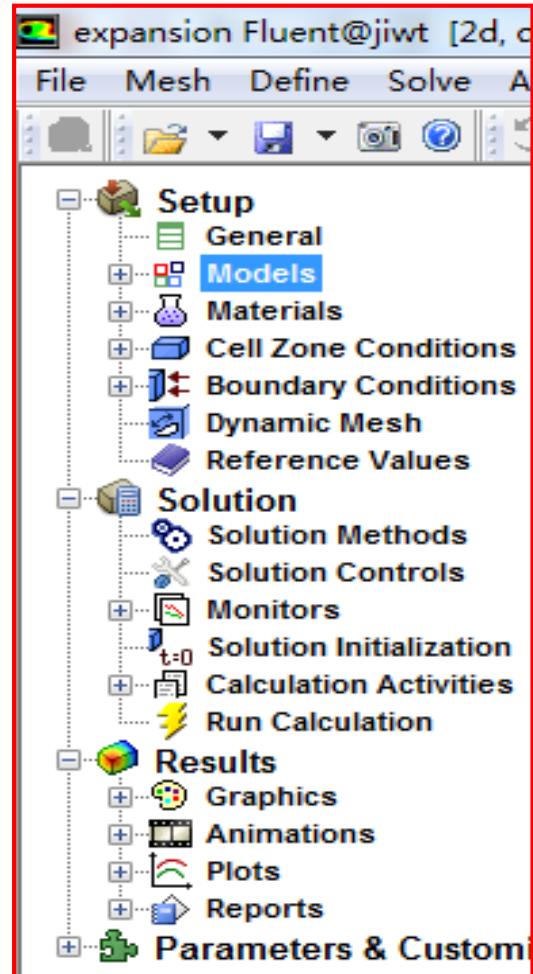 expansion Fluent@jiwt [2d, d
File Mesh Define Solve A
Setup
General
Models
Materials
Cell Zone Conditions
Boundary Conditions
Dynamic Mesh
Reference Values
Solution
Solution Methods
Solution Controls
Monitors
t=0 Solution Initialization
Calculation Activities
Run Calculation
Results
Graphics
Animations
Plots
Reports
Parameters & Customi